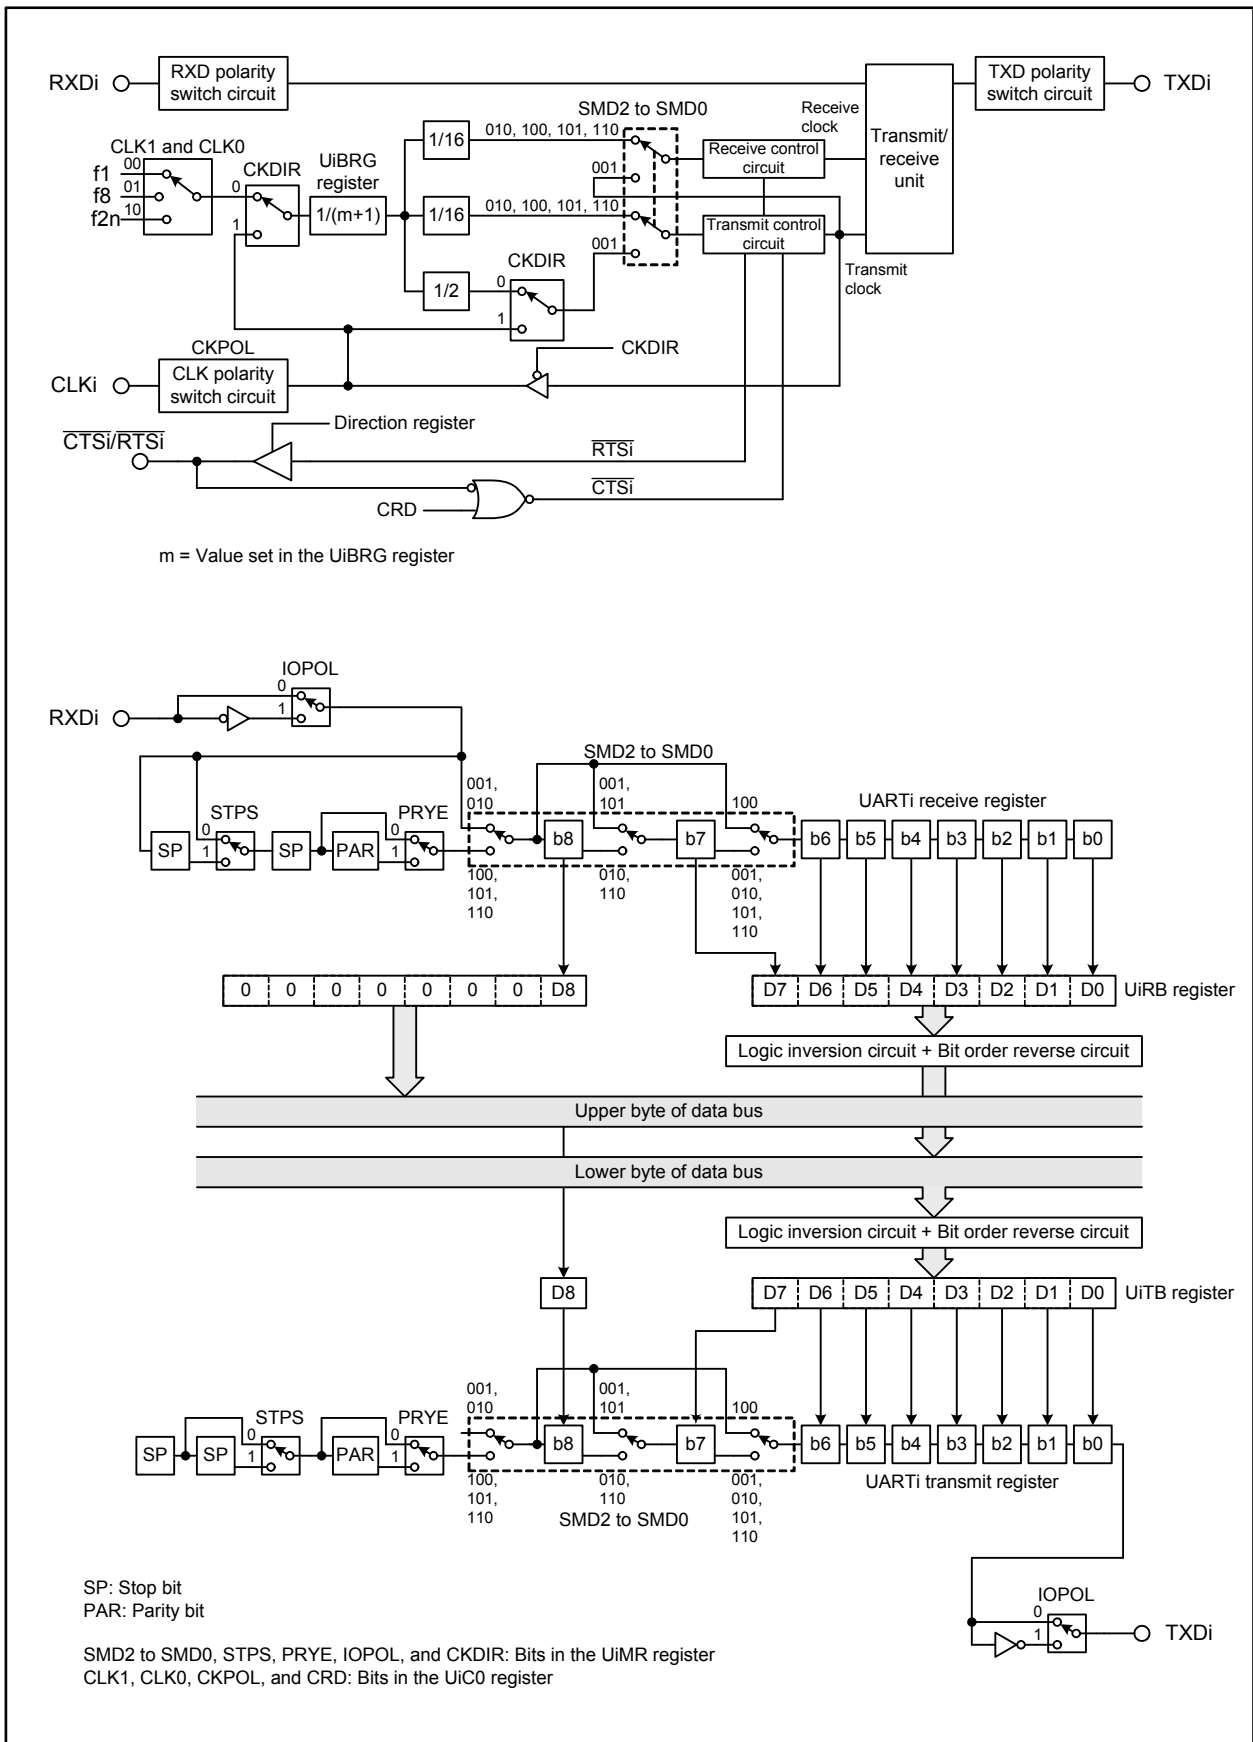 RXDi
RXD polarity
switch circuit
TXD polarity
switch circuit
TXDi
SMD2 to SMD0
Receive
clock
Transmit/
receive
unit
CLK1 and CLK0
f1
00
f8
01
f2n
10
CKDIR
0
1
UiBRG
register
1/(m+1)
1/16
010, 100, 101, 110
001
Receive control
circuit
1/16
010, 100, 101, 110
001
Transmit control
circuit
Transmit
clock
1/2
CKDIR
0
1
CKPOL
CKDIR
CLKi
CLK polarity
switch circuit
Direction register
CTSi/RTSi
RTSi
CTSi
CRD
m = Value set in the UiBRG register
IOPOL
0
1
RXDi
SMD2 to SMD0
001,
010
001,
101
100
UARTi receive register
STPS
PRYE
SP
0
1
SP
PAR
0
1
b8
b7
b6
b5
b4
b3
b2
b1
b0
100,
101,
110
010,
110
001,
010,
101,
110
0
0
0
0
0
0
0
D8
D7
D6
D5
D4
D3
D2
D1
D0
UiRB register
Logic inversion circuit + Bit order reverse circuit
Upper byte of data bus
Lower byte of data bus
Logic inversion circuit + Bit order reverse circuit
D8
D7
D6
D5
D4
D3
D2
D1
D0
UiTB register
001,
010
001,
101
100
STPS
PRYE
SP
SP
0
1
PAR
0
1
b8
b7
b6
b5
b4
b3
b2
b1
b0
100,
101,
110
010,
110
001,
010,
101,
110
SMD2 to SMD0
UARTi transmit register
IOPOL
0
1
TXDi
SP: Stop bit
PAR: Parity bit
SMD2 to SMD0, STPS, PRYE, IOPOL, and CKDIR: Bits in the UiMR register
CLK1, CLK0, CKPOL, and CRD: Bits in the UiC0 register